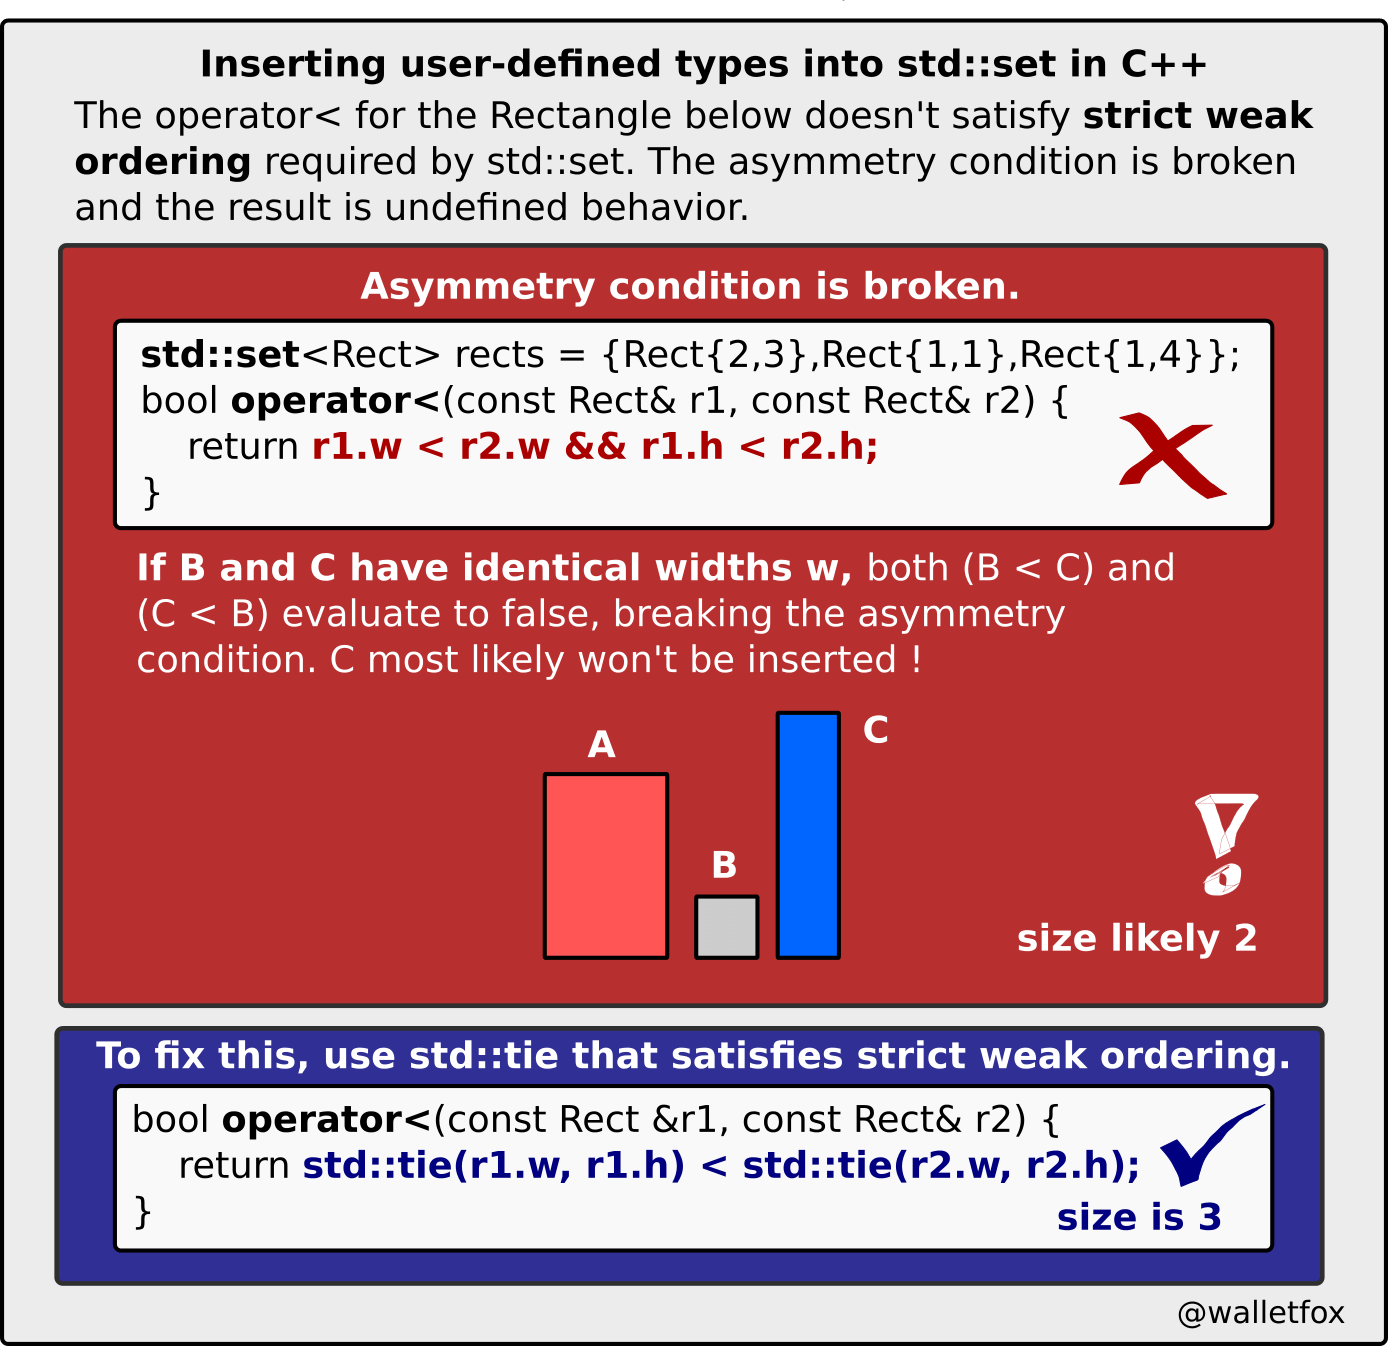 Inserting user-defined types into std::set in C++
The operator< for the Rectangle below doesn't satisfy strict weak
ordering required by std::set. The asymmetry condition is broken
and the result is undefined behavior.
Asymmetry condition is broken.
std::set<Rect> rects = {Rect{2,3},Rect{1,1},Rect{1,4}};
bool operator<(const Rect& r1, const Rect& r2) {
return r1.w < r2.w && r1.h < r2.h;
}
If B and C have identical widths w, both (B < C) and
(C < B) evaluate to false, breaking the asymmetry
condition. C most likely won't be inserted !
A
B
C
!
size likely 2
To fix this, use std::tie that satisfies strict weak ordering.
bool operator<(const Rect &r1, const Rect& r2) {
return std::tie(r1.w, r1.h) < std::tie(r2.w, r2.h);
}
size is 3
@walletfox